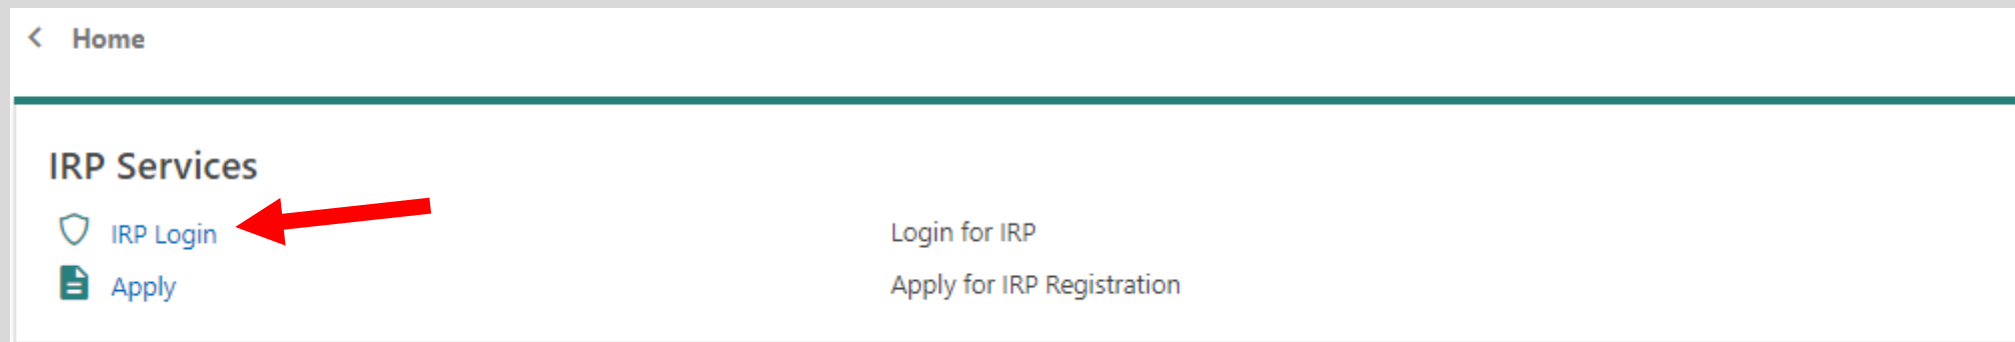 Home
IRP Services
IRP Login Login for IRP
Apply Apply for IRP Registration